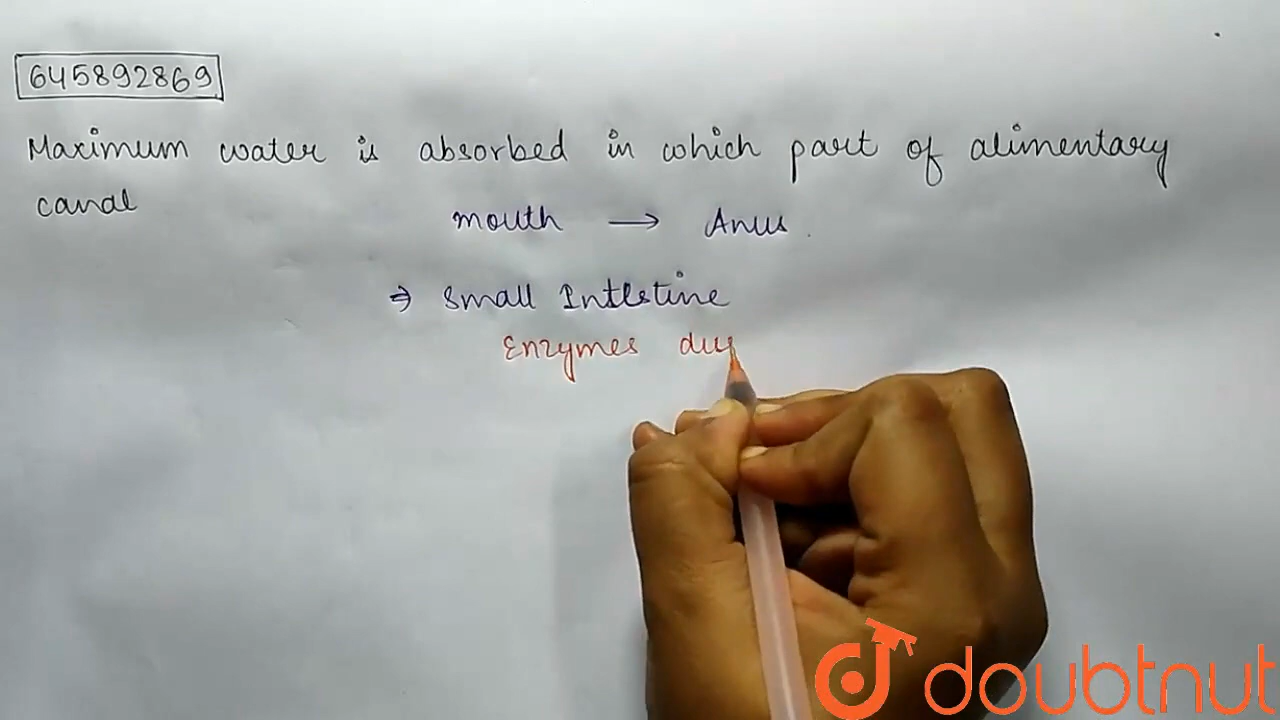 645892869
Maximum water is absorbed in which part of alimentary
canal
mouth → Anus.
⇒ Small Intestine
Enzymes
doubtnut